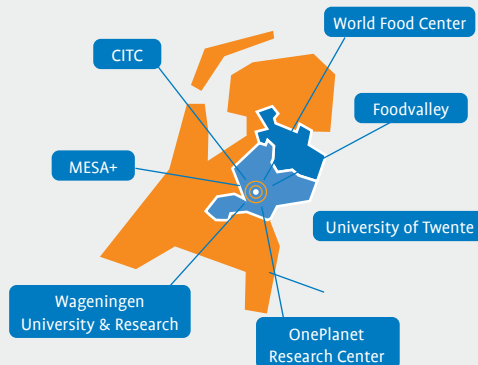 World Food Center
CITC
Foodvalley
MESA+
University of Twente
Wageningen
University & Research
OnePlanet
Research Center